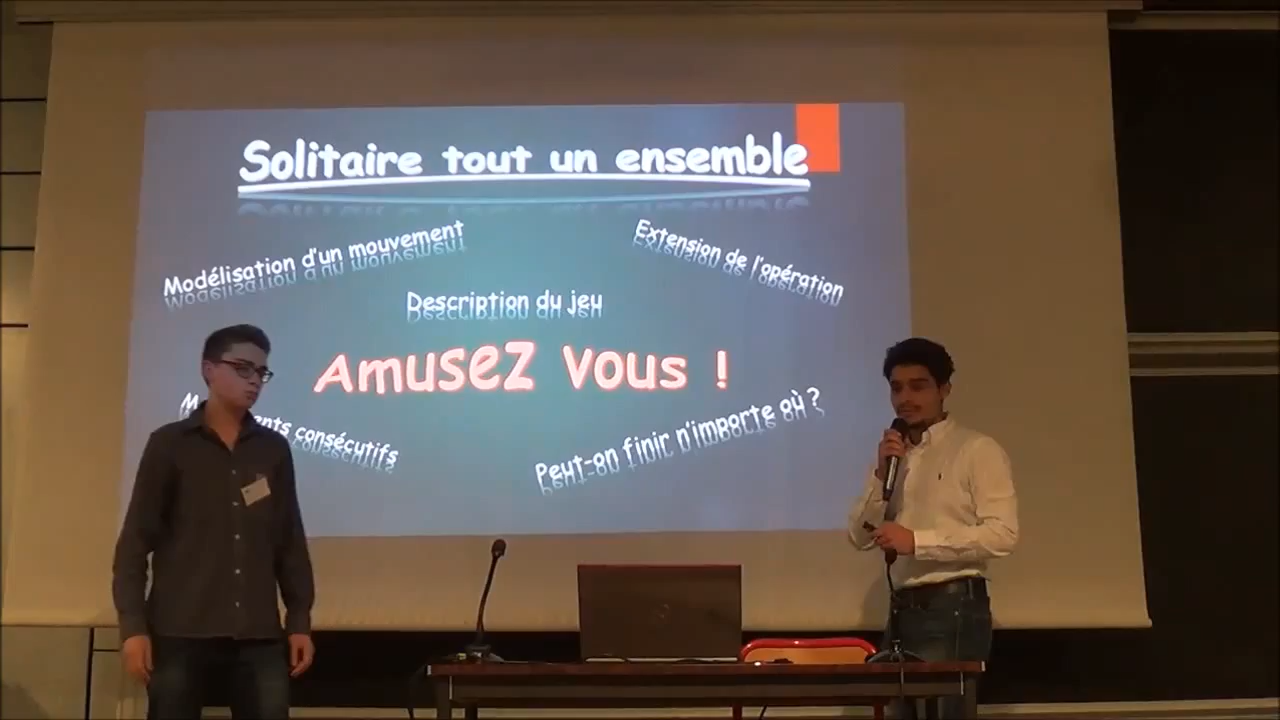 Solitaire tout un ensemble
Modélisation d'un mouvement
Extension de l'opération
Description du jeu
Amusez vous !
consécutifs
Peut-on finir n'importe où ?